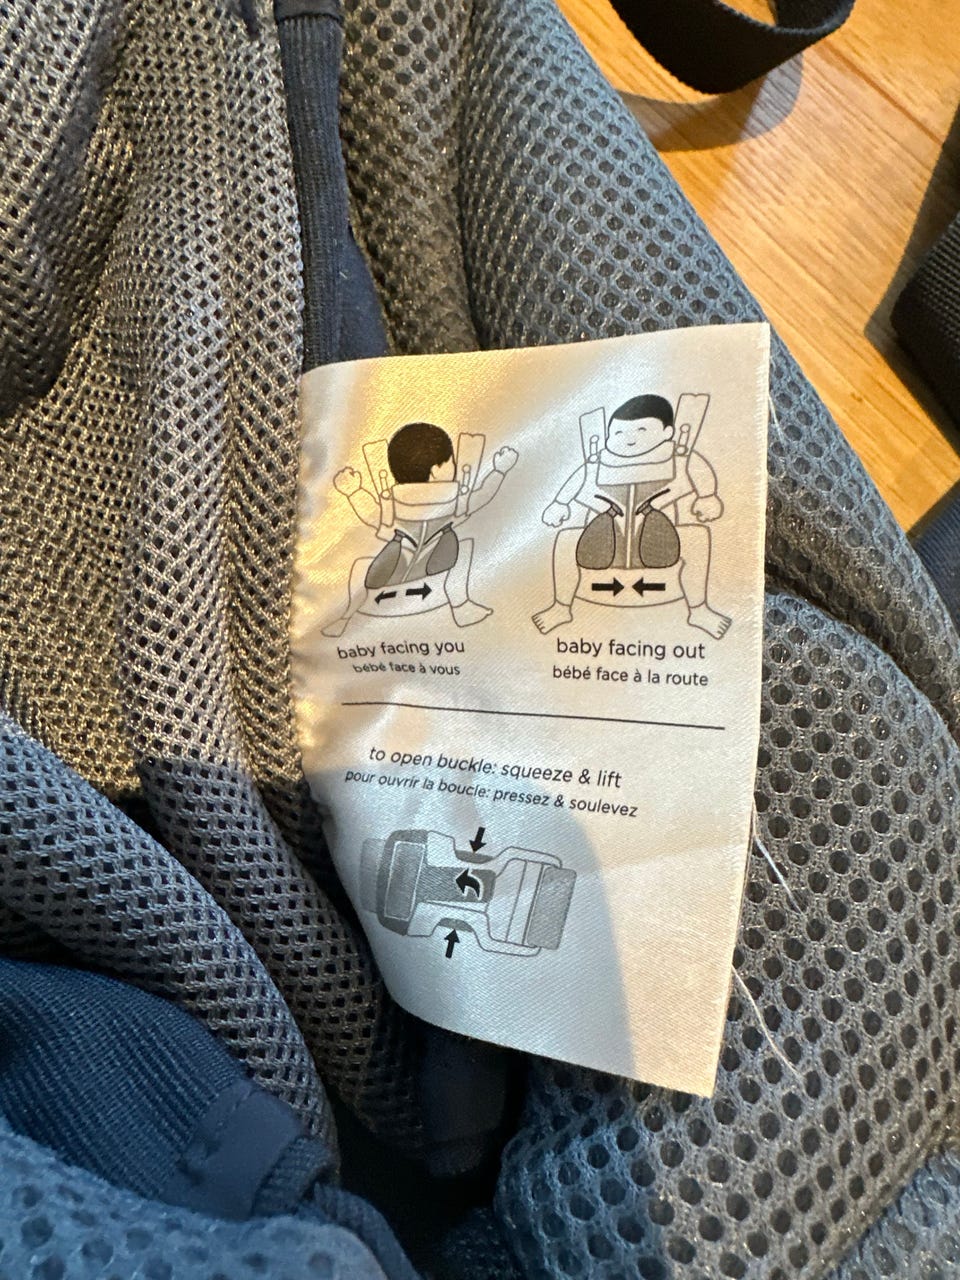 baby facing you
bébé face à vous
baby facing out
bébé face à la route
to open buckle: squeeze & lift
pour ouvrir la boucle: pressez & soulevez